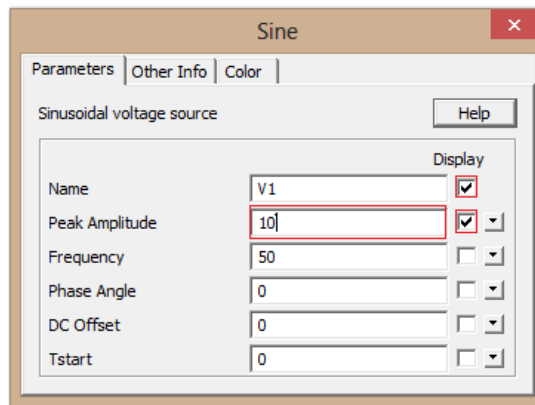 Sine
Parameters Other Info Color
Sinusoidal voltage source Help
Display
Name V1
Peak Amplitude 10
Frequency 50
Phase Angle 0
DC Offset 0
Tstart 0